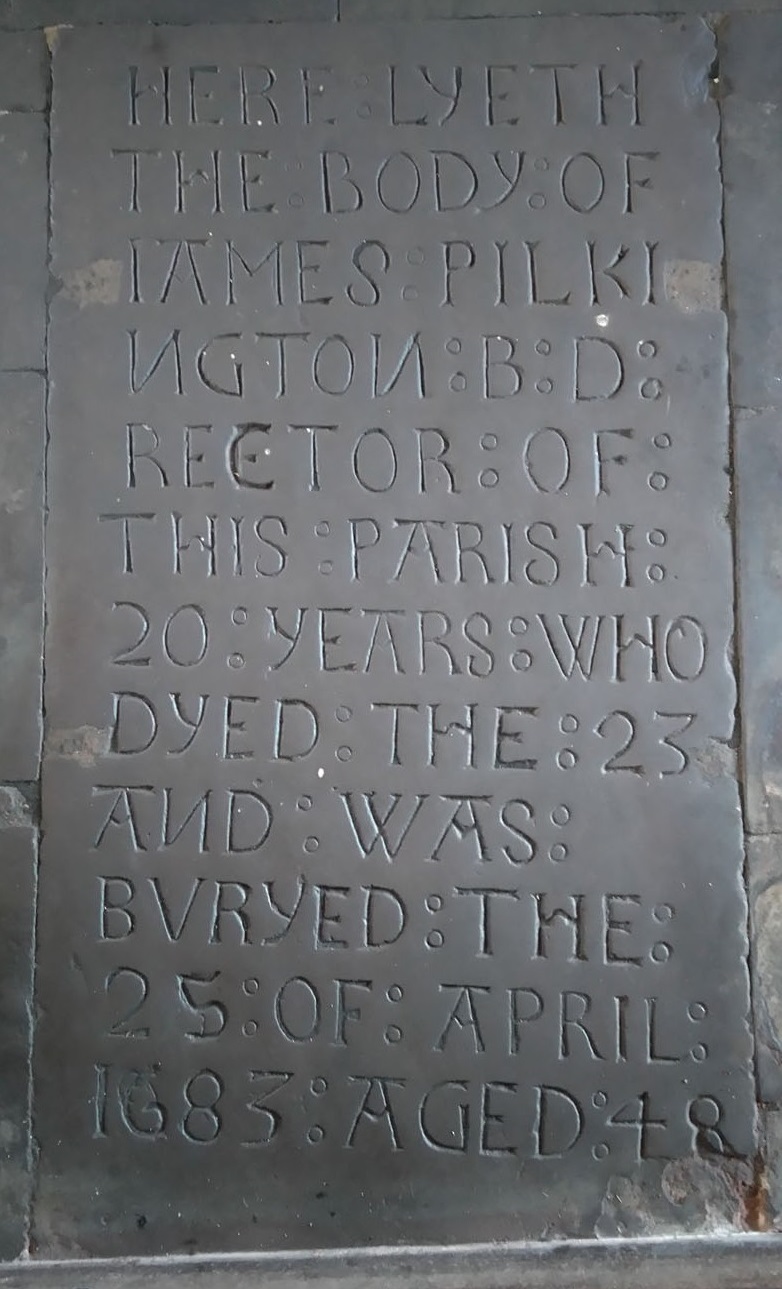 HERE:LYETH
THE:BODY:OF
IAMES:PILKI
NGTON:B:D:
RECTOR:OF:
THIS:PARISH:
20:YEARS:WHO
DYED:THE:23
AND:WAS:
BVRYED:THE:
25:OF:APRIL:
1683:AGED:48